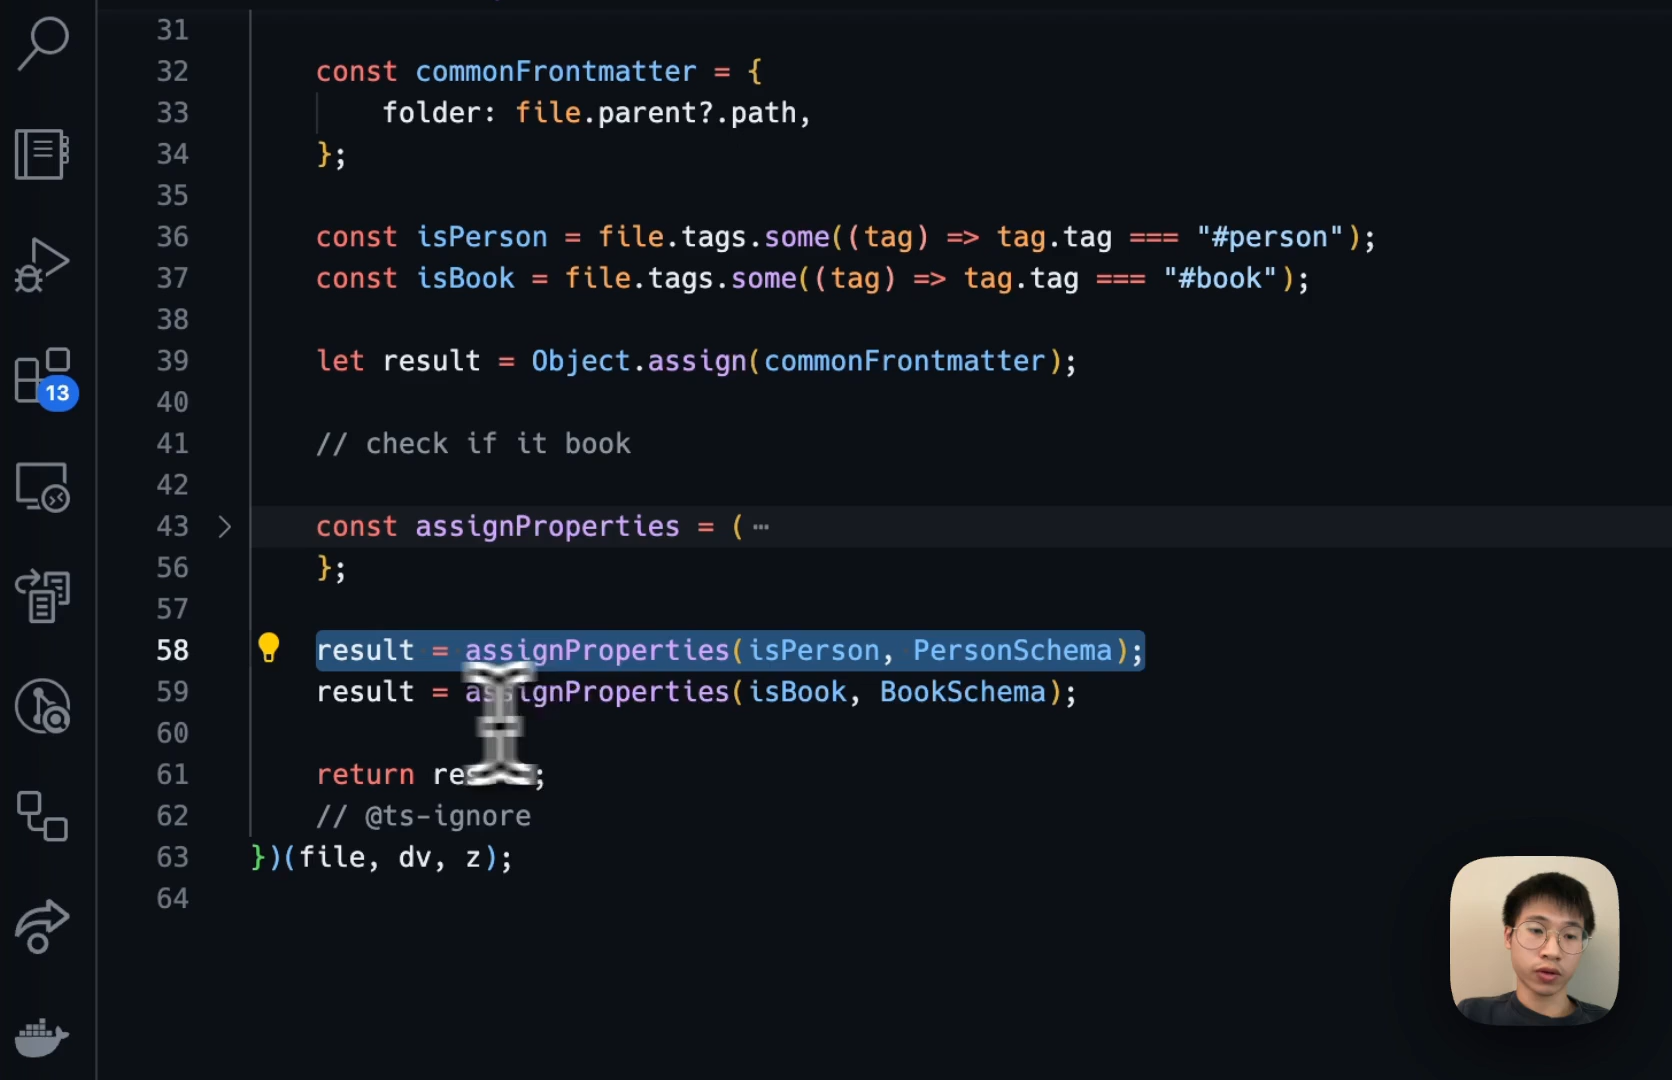 31
32 const commonFrontmatter = {
33 folder: file.parent?.path,
34 };
35
36 const isPerson = file.tags.some((tag) => tag.tag === "#person");
37 const isBook = file.tags.some((tag) => tag.tag === "#book");
38
39 let result = Object.assign(commonFrontmatter);
40
41 // check if it book
42
43 const assignProperties = ( ⋯
56 };
57
58 result = assignProperties(isPerson, PersonSchema);
59 result = assignProperties(isBook, BookSchema);
60
61 return res ;
62 // @ts-ignore
63 })(file, dv, z);
64
13